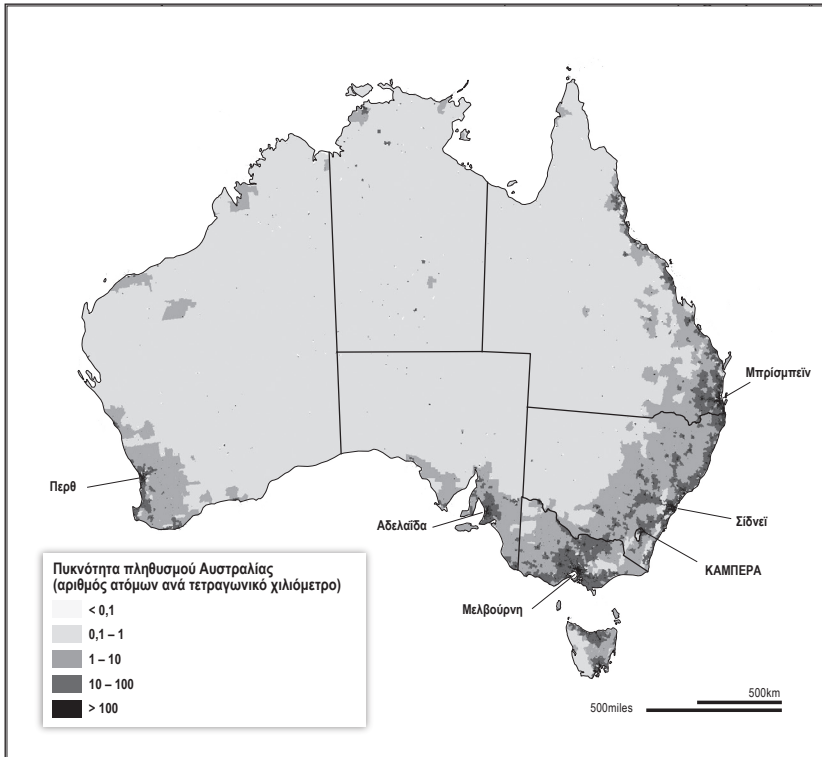 Μπρίσμπεϊν
Περθ
Αδελαΐδα
Σίδνεϊ
ΚΑΜΠΕΡΑ
Μελβούρνη
Πυκνότητα πληθυσμού Αυστραλίας
(αριθμός ατόμων ανά τετραγωνικό χιλιόμετρο)
< 0,1
0,1 – 1
1 – 10
10 – 100
> 100
500km
500miles